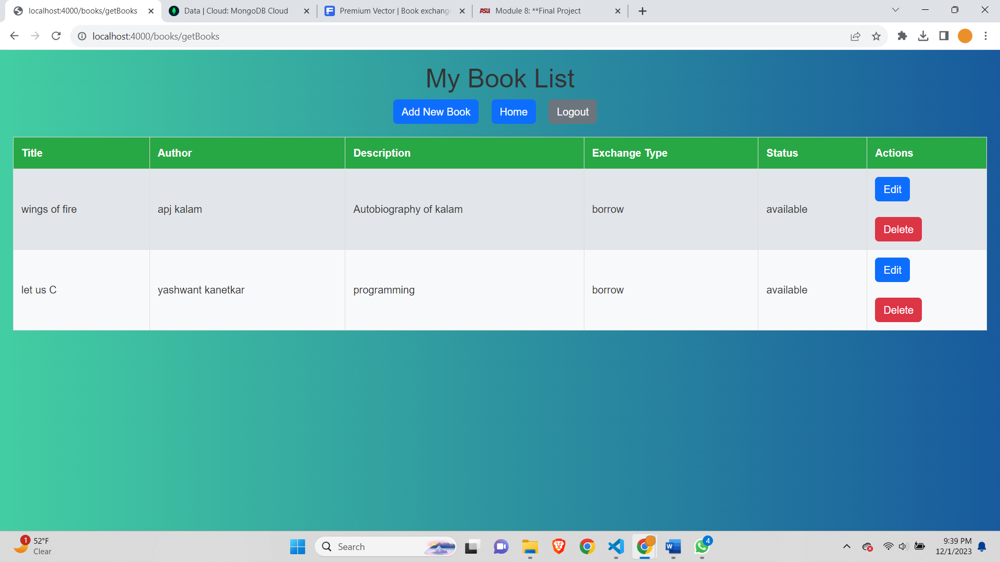 localhost:4000/books/getBooks
Data | Cloud: MongoDB Cloud
Premium Vector | Book exchang
ASU Module 8: **Final Project
localhost:4000/books/getBooks
My Book List
Add New Book Home Logout
Title Author Description Exchange Type Status Actions
wings of fire apj kalam Autobiography of kalam borrow available Edit
Delete
let us C yashwant kanetkar programming borrow available Edit
Delete
1 52°F
Clear
Search
W
4
9:39 PM
12/1/2023